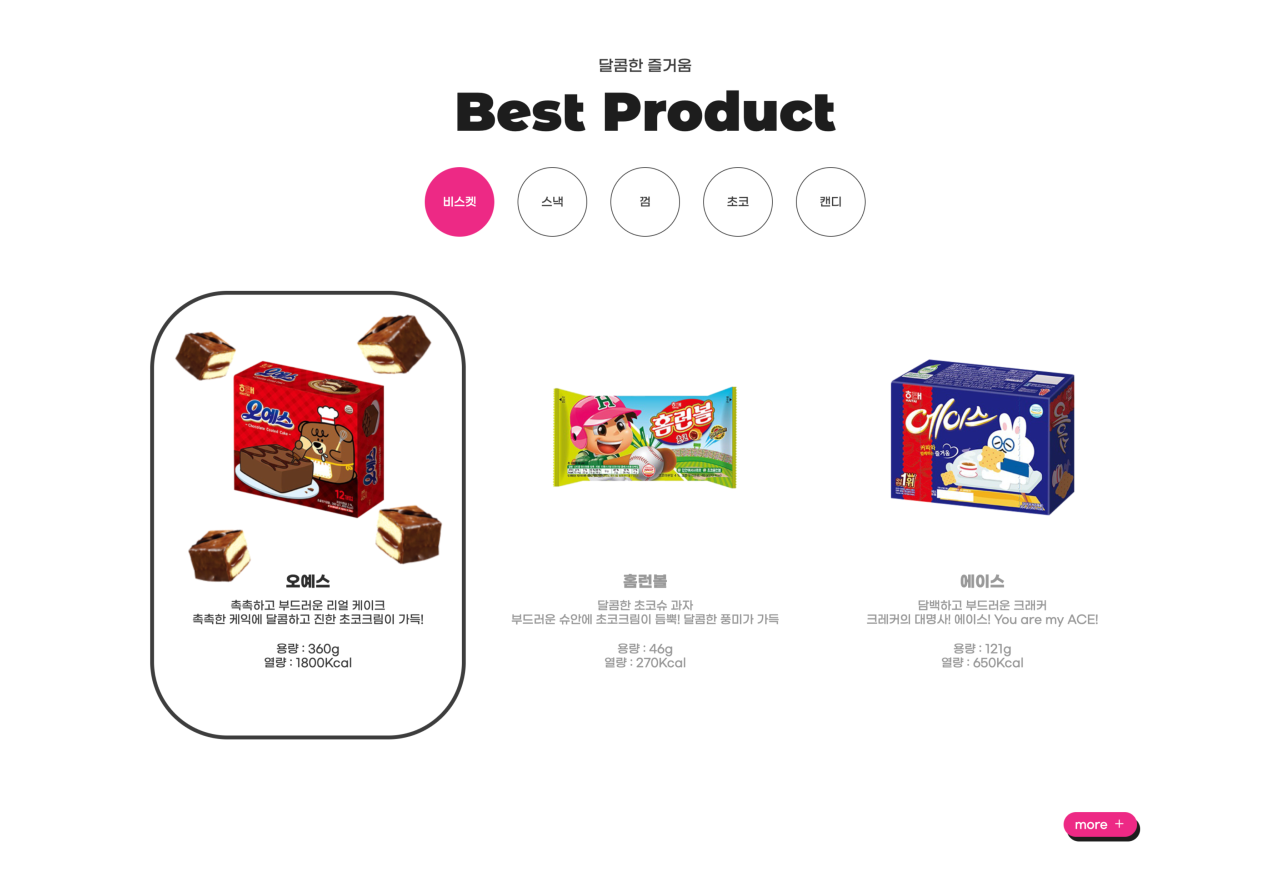 달콤한 즐거움
Best Product
비스켓
스낵
껌
초코
캔디
해태
오예스
Chocolate Coated Cake
12개입
오예스
H
홈런볼
초코
해태
에이스
커피와
함께하는 즐거움
1위
에이스
오예스
촉촉하고 부드러운 리얼 케이크
촉촉한 케익에 달콤하고 진한 초코크림이 가득!
용량 : 360g
열량 : 1800Kcal
홈런볼
달콤한 초코슈 과자
부드러운 슈안에 초코크림이 듬뿍! 달콤한 풍미가 가득
용량 : 46g
열량 : 270Kcal
에이스
담백하고 부드러운 크래커
크레커의 대명사! 에이스! You are my ACE!
용량 : 121g
열량 : 650Kcal
more +